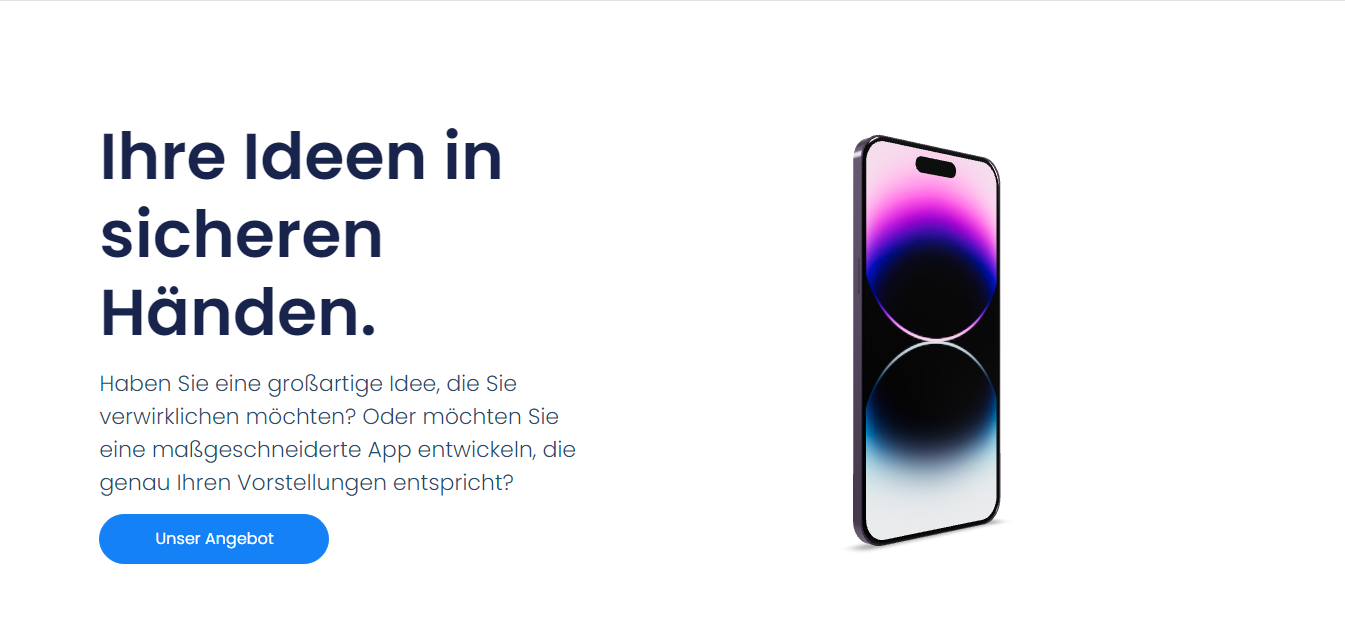 Ihre Ideen in
sicheren
Händen.
Haben Sie eine großartige Idee, die Sie
verwirklichen möchten? Oder möchten Sie
eine maßgeschneiderte App entwickeln, die
genau Ihren Vorstellungen entspricht?
Unser Angebot